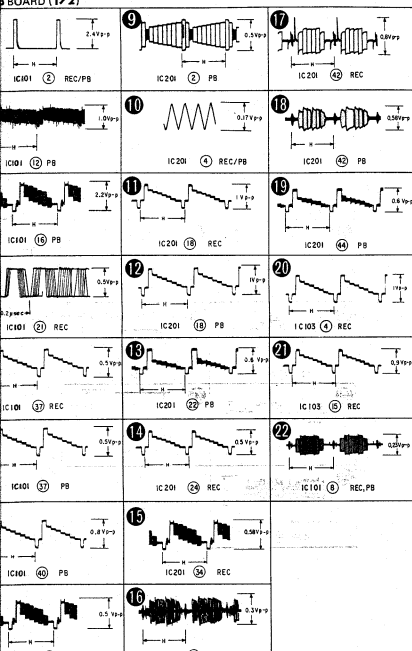 BOARD (1/2)
2.4Vp-p
H
IC101 2 REC/PB
1.0Vp-p
H
IC101 12 PB
2.2Vp-p
H
IC101 16 PB
0.5Vp-p
0.2μsec
IC101 21 REC
0.5Vp-p
H
IC101 37 REC
0.5Vp-p
H
IC101 37 PB
0.8Vp-p
H
IC101 40 PB
0.5Vp-p
H
9
0.5Vp-p
H
IC201 2 PB
10
0.17Vp-p
IC201 4 REC/PB
11
1Vp-p
H
IC201 18 REC
12
1Vp-p
H
IC201 18 PB
13
0.6 Vp-p
H
IC201 22 PB
14
0.5Vp-p
H
IC201 24 REC
15
0.58Vp-p
H
IC201 34 REC
16
0.3Vp-p
H
17
0.8Vp-p
H
IC201 42 REC
18
0.58Vp-p
H
IC201 42 PB
19
0.6 Vp-p
H
IC201 44 PB
20
1Vp-p
H
IC103 4 REC
21
0.9Vp-p
H
IC103 15 REC
22
0.25Vp-p
H
IC101 8 REC,PB